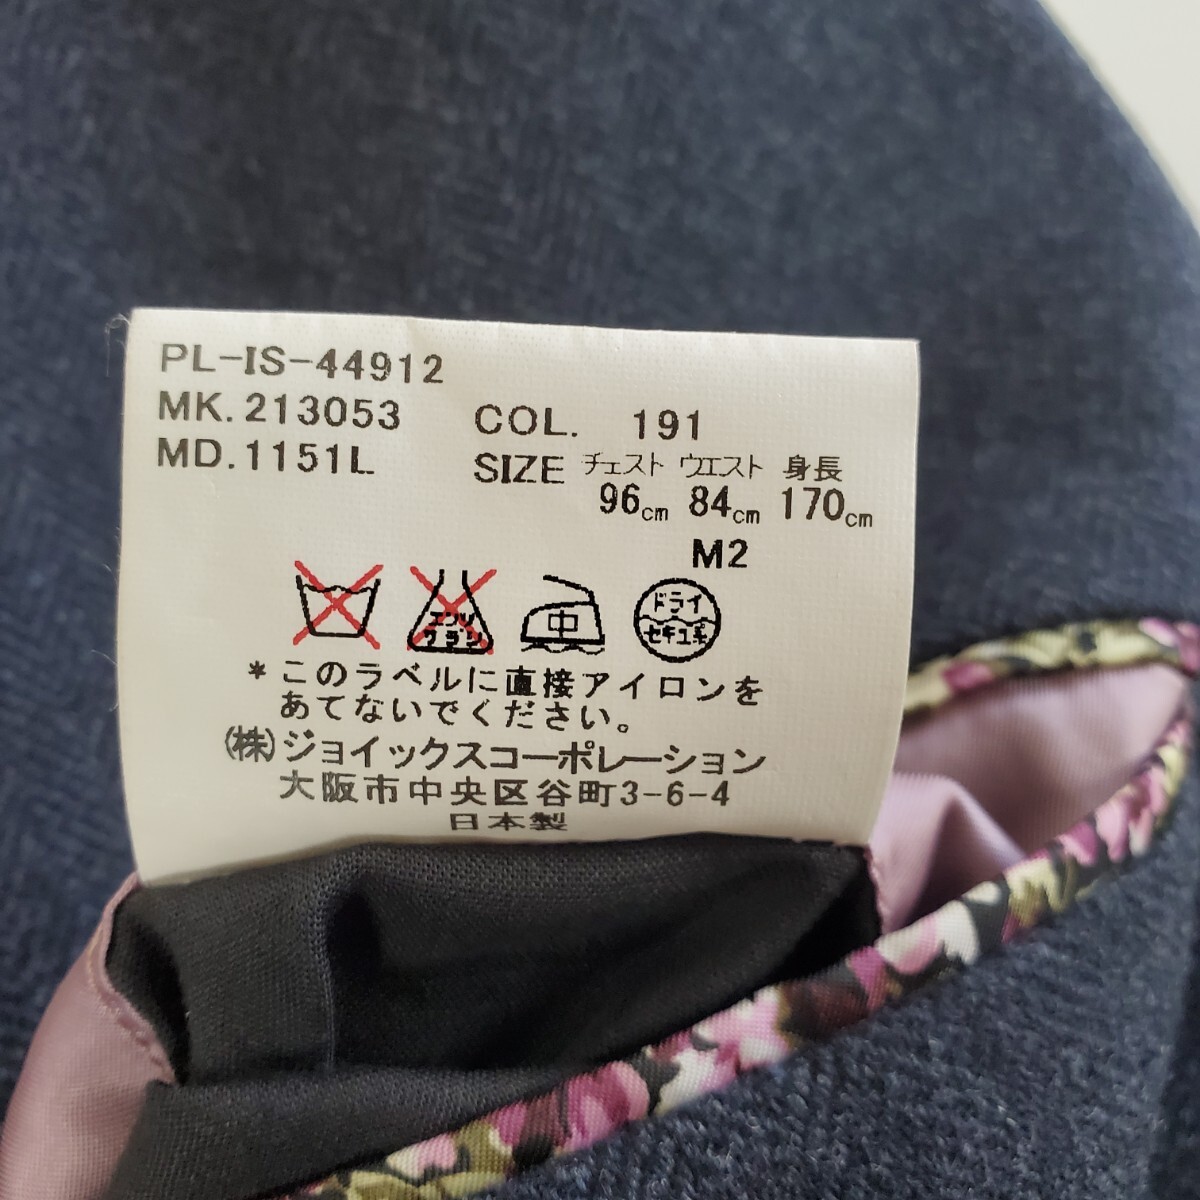 PL-IS-44912
MK.213053 COL. 191
MD.1151L SIZE チェスト ウエスト 身長
96cm 84cm 170cm
M2
エンソ
サラシ
中
ドライ
セキユ系
*このラベルに直接アイロンを
あてないでください。
(株)ジョイックスコーポレーション
大阪市中央区谷町3-6-4
日本製